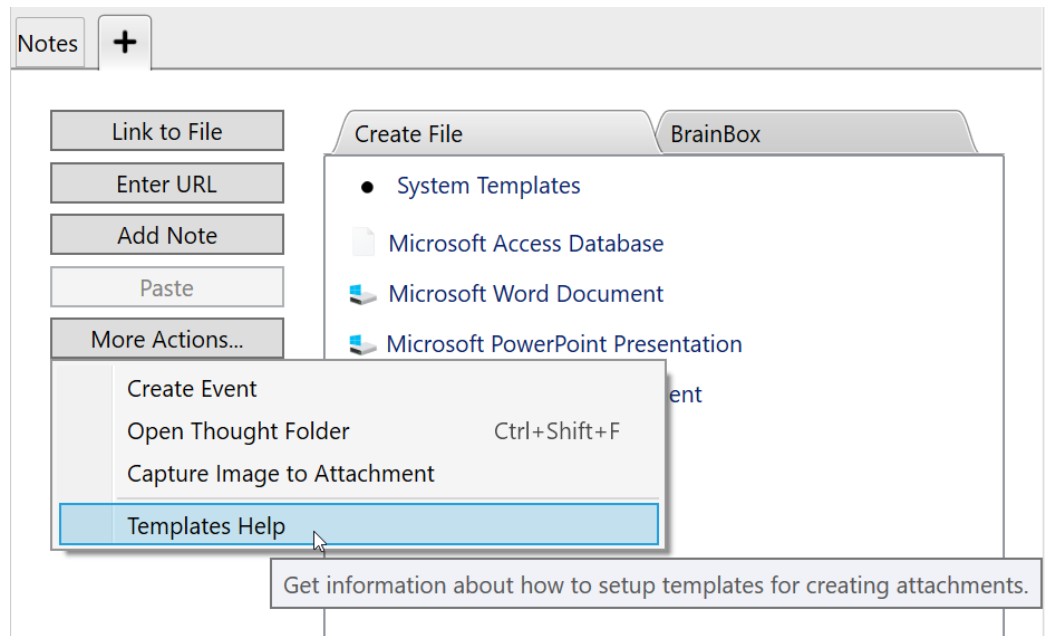 Notes
Link to File
Enter URL
Add Note
Paste
More Actions...
Create File
BrainBox
System Templates
Microsoft Access Database
Microsoft Word Document
Microsoft PowerPoint Presentation
ent
Create Event
Open Thought Folder Ctrl+Shift+F
Capture Image to Attachment
Templates Help
Get information about how to setup templates for creating attachments.